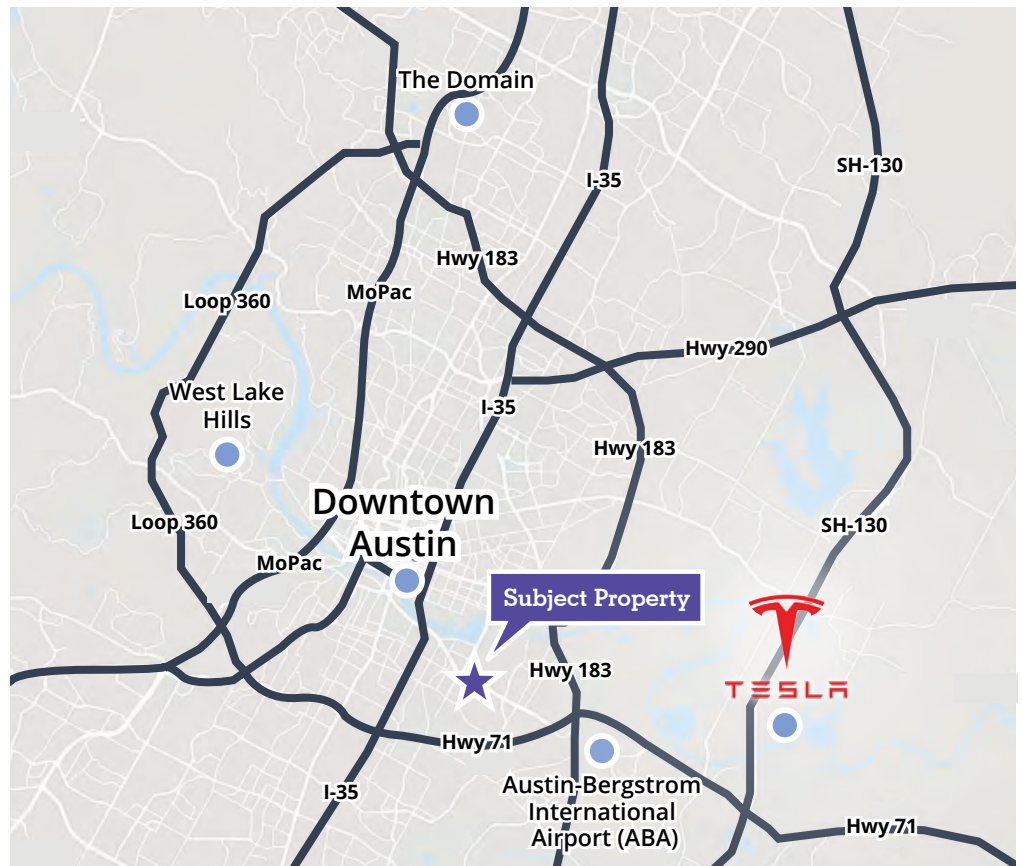 The Domain
SH-130
I-35
Hwy 183
MoPac
Loop 360
Hwy 290
West Lake
Hills
I-35
Hwy 183
Downtown
Austin
Loop 360
SH-130
MoPac
Subject Property
Hwy 183
TESLA
Hwy 71
Austin-Bergstrom
International
Airport (ABA)
I-35
Hwy 71